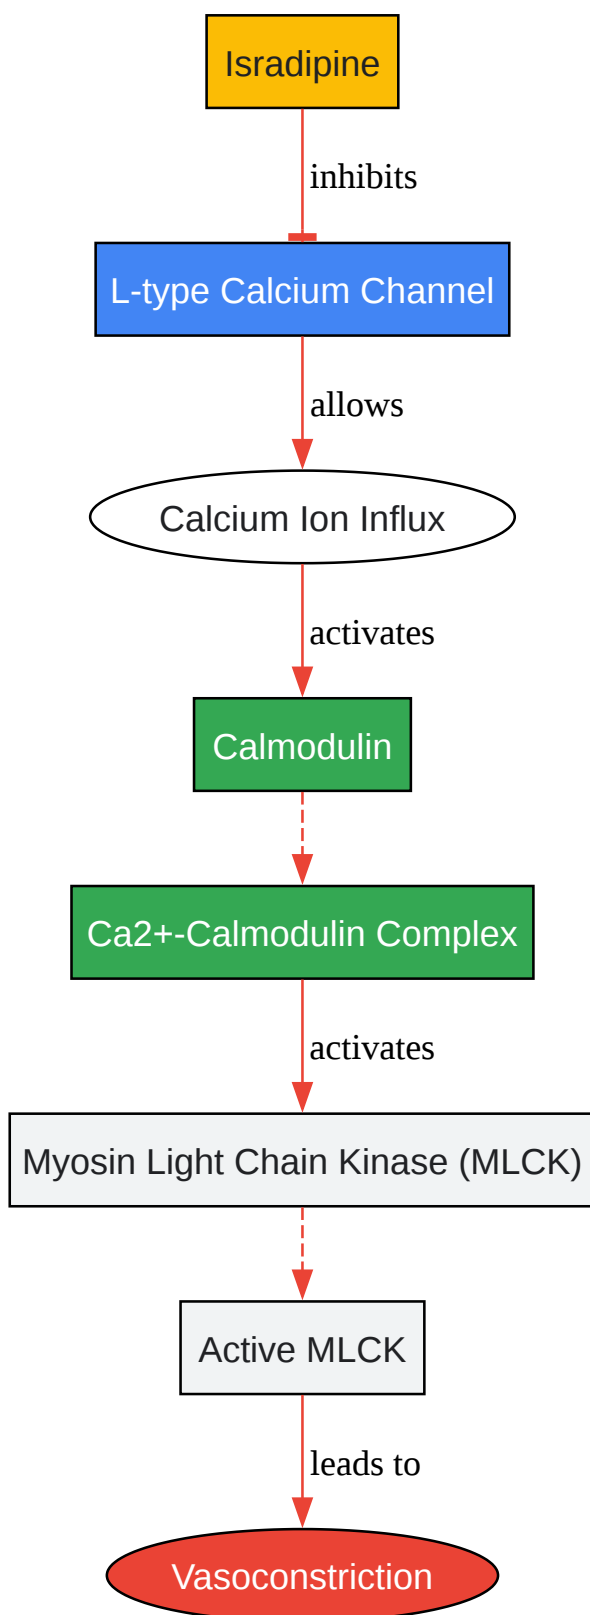 Isradipine
inhibits
L-type Calcium Channel
allows
Calcium Ion Influx
activates
Calmodulin
Ca2+-Calmodulin Complex
activates
Myosin Light Chain Kinase (MLCK)
Active MLCK
leads to
Vasoconstriction